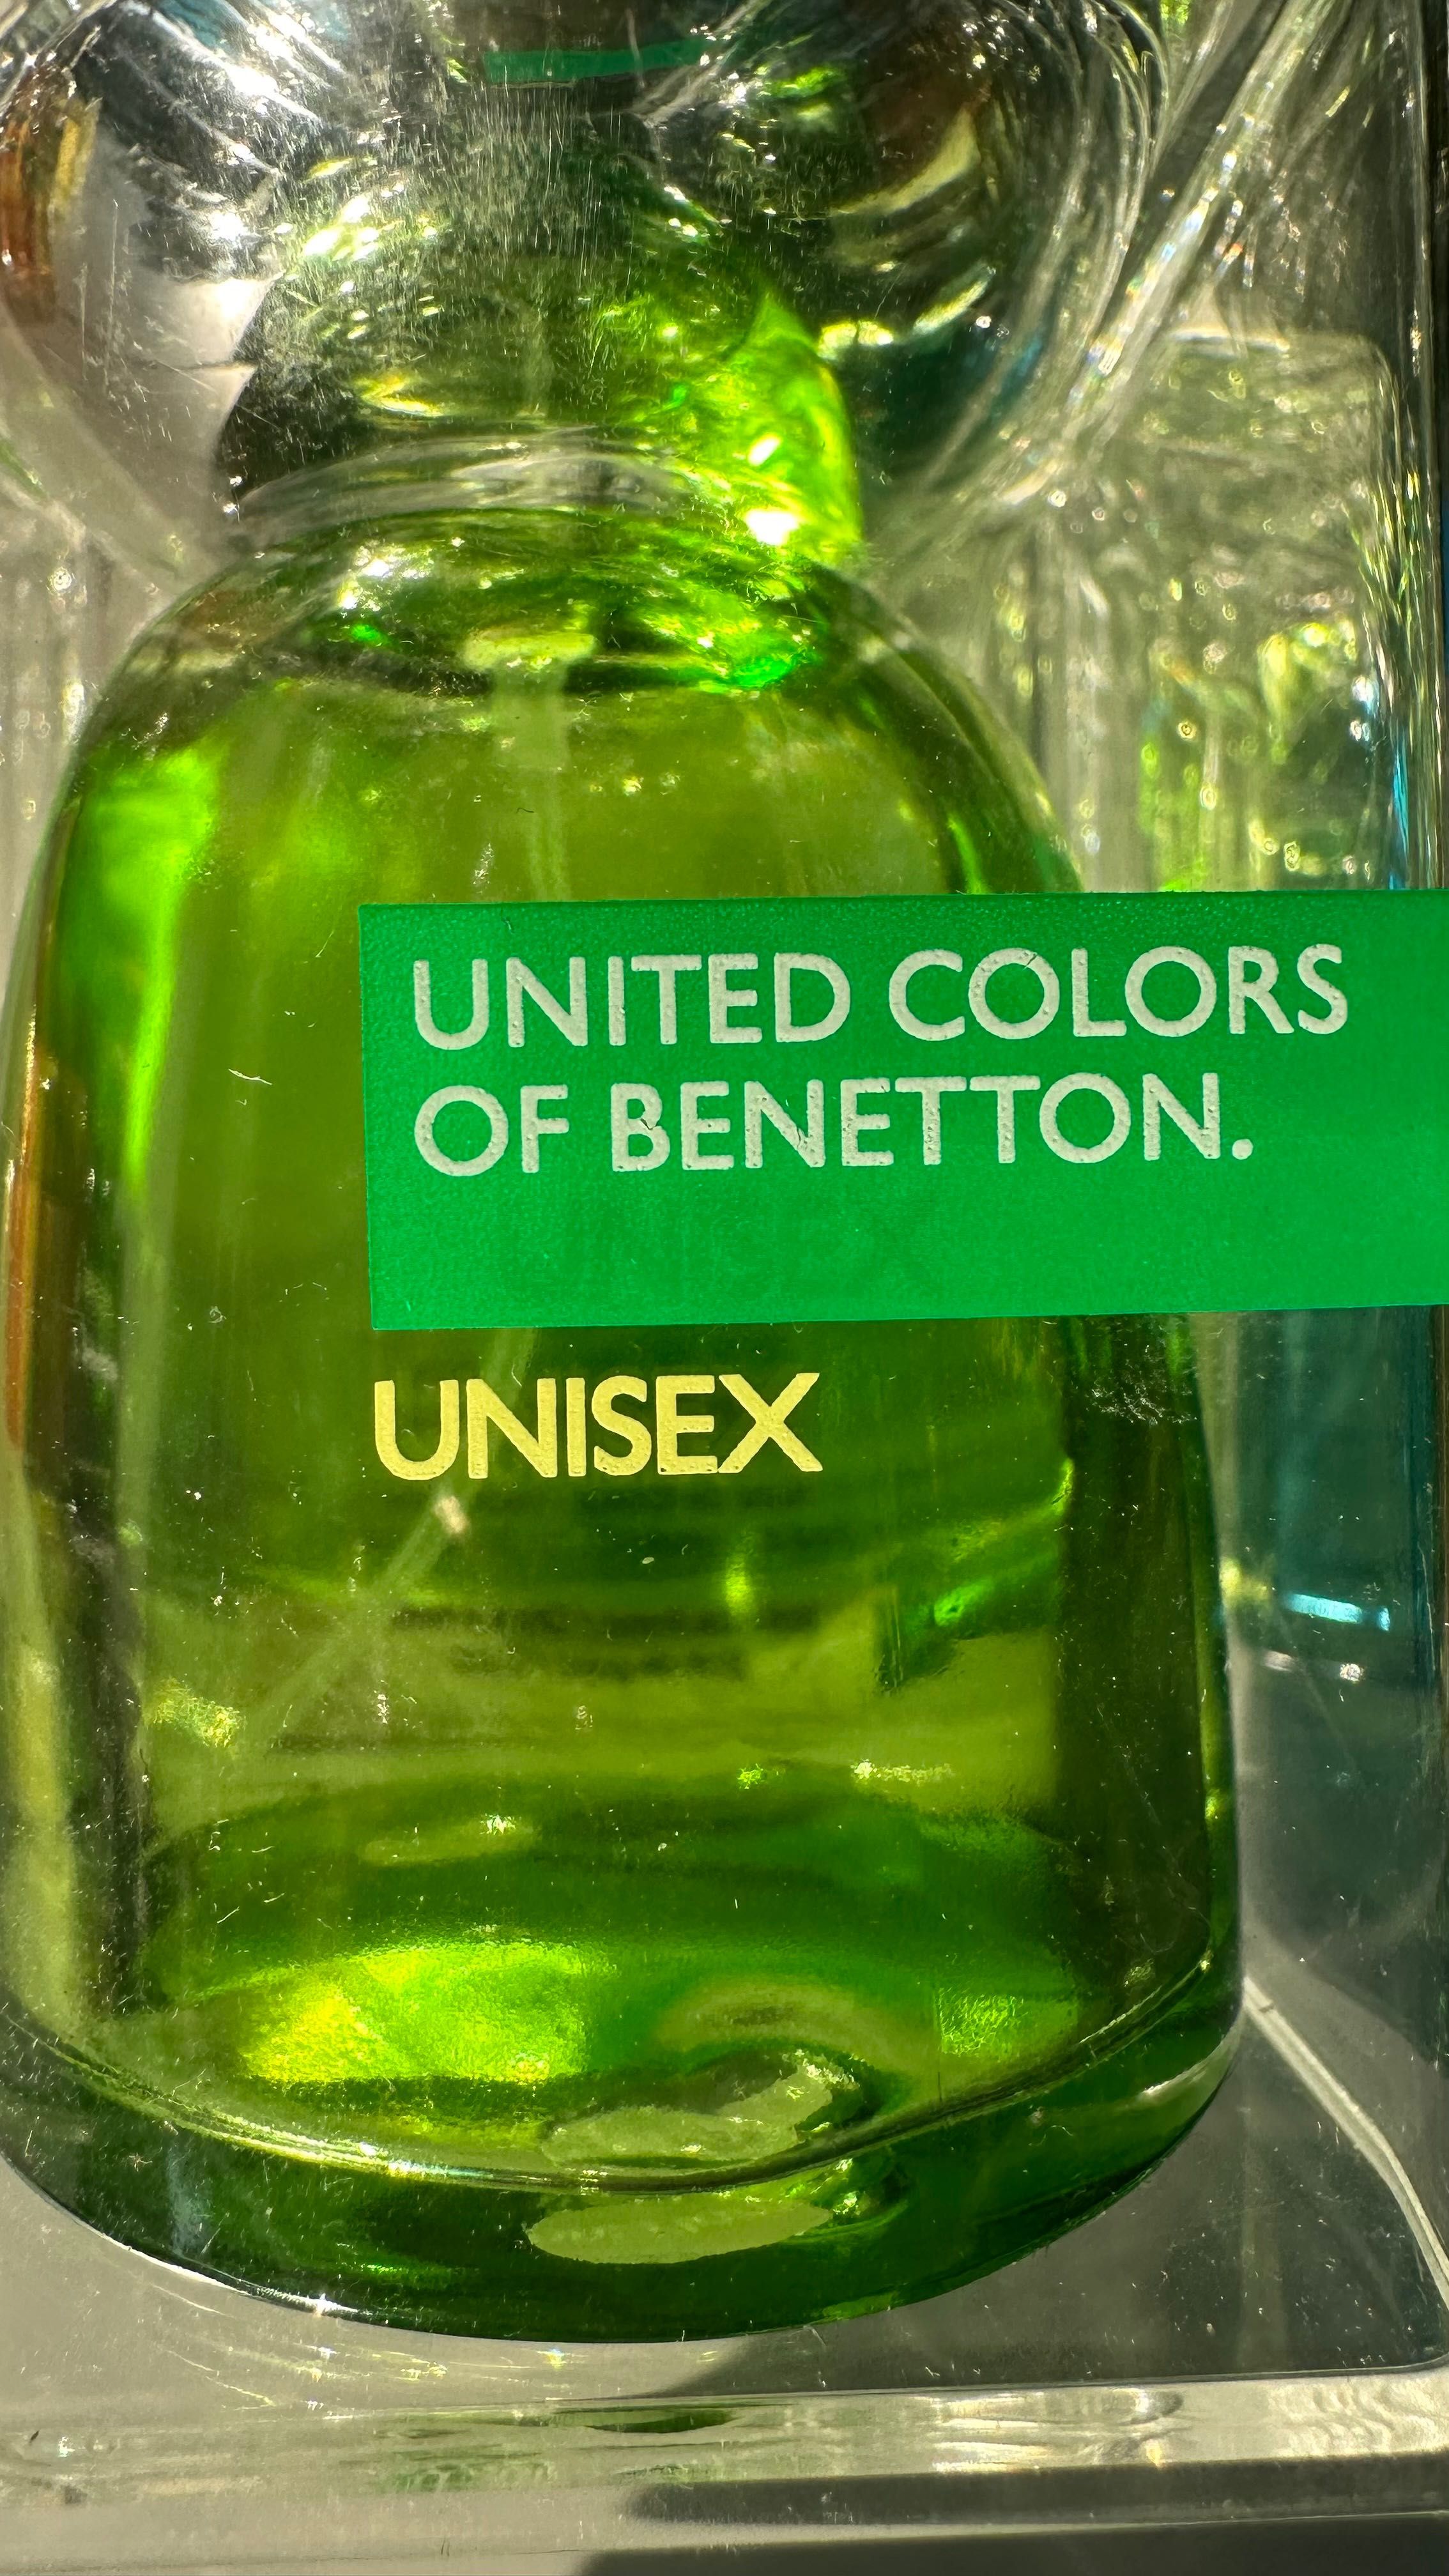 UNITED COLORS
OF BENETTON.
UNISEX